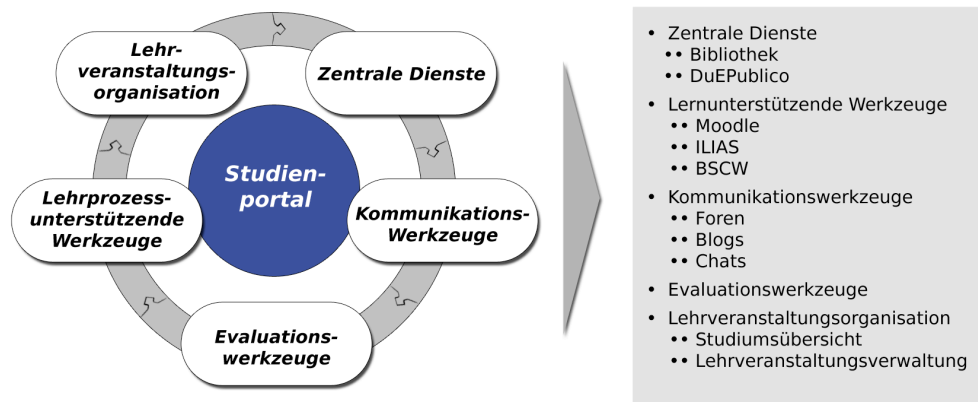 Lehr-
veranstaltungs-
organisation
Zentrale Dienste
Studien-
portal
Lehrprozess-
unterstützende
Werkzeuge
Kommunikations-
Werkzeuge
Evaluations-
werkzeuge
• Zentrale Dienste
•• Bibliothek
•• DuEPublico
• Lernunterstützende Werkzeuge
•• Moodle
•• ILIAS
•• BSCW
• Kommunikationswerkzeuge
•• Foren
•• Blogs
•• Chats
• Evaluationswerkzeuge
• Lehrveranstaltungsorganisation
•• Studiumsübersicht
•• Lehrveranstaltungsverwaltung